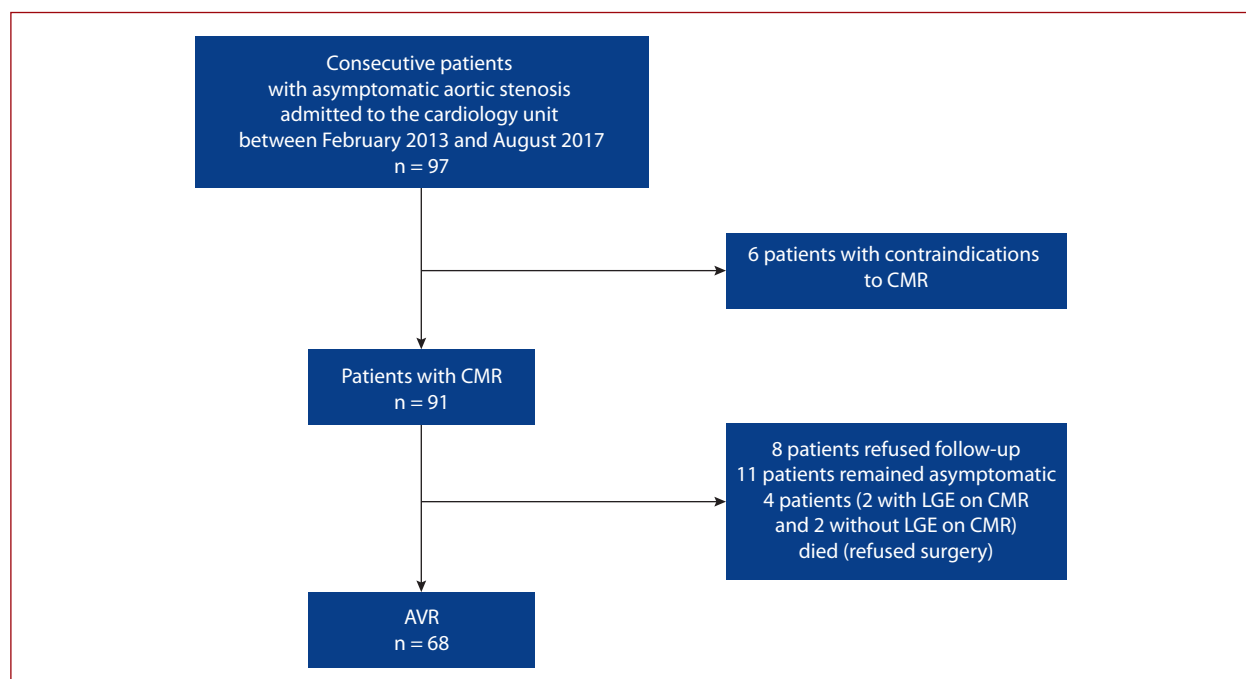 Consecutive patients
with asymptomatic aortic stenosis
admitted to the cardiology unit
between February 2013 and August 2017
n = 97
6 patients with contraindications
to CMR
Patients with CMR
n = 91
8 patients refused follow-up
11 patients remained asymptomatic
4 patients (2 with LGE on CMR
and 2 without LGE on CMR)
died (refused surgery)
AVR
n = 68